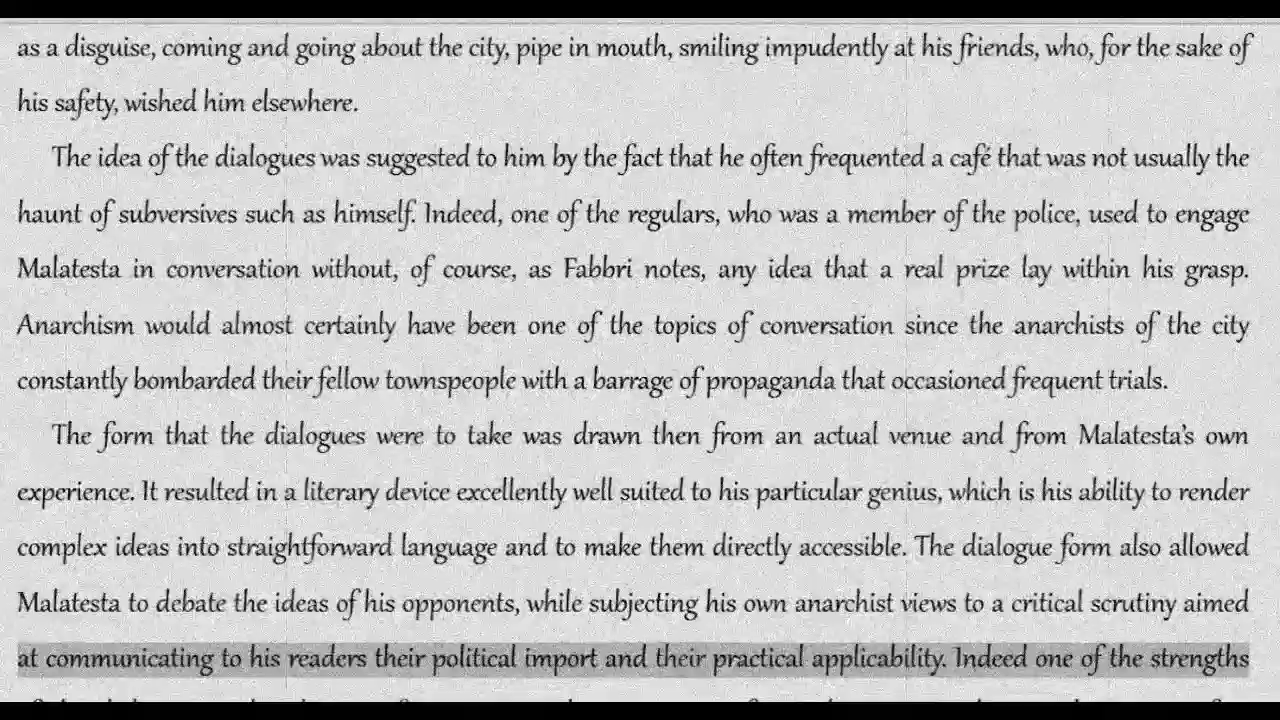 as a disguise, coming and going about the city, pipe in mouth, smiling impudently at his friends, who, for the sake of
his safety, wished him elsewhere.
The idea of the dialogues was suggested to him by the fact that he often frequented a café that was not usually the
haunt of subversives such as himself. Indeed, one of the regulars, who was a member of the police, used to engage
Malatesta in conversation without, of course, as Fabbri notes, any idea that a real prize lay within his grasp.
Anarchism would almost certainly have been one of the topics of conversation since the anarchists of the city
constantly bombarded their fellow townspeople with a barrage of propaganda that occasioned frequent trials.
The form that the dialogues were to take was drawn then from an actual venue and from Malatesta's own
experience. It resulted in a literary device excellently well suited to his particular genius, which is his ability to render
complex ideas into straightforward language and to make them directly accessible. The dialogue form also allowed
Malatesta to debate the ideas of his opponents, while subjecting his own anarchist views to a critical scrutiny aimed
at communicating to his readers their political import and their practical applicability. Indeed one of the strengths